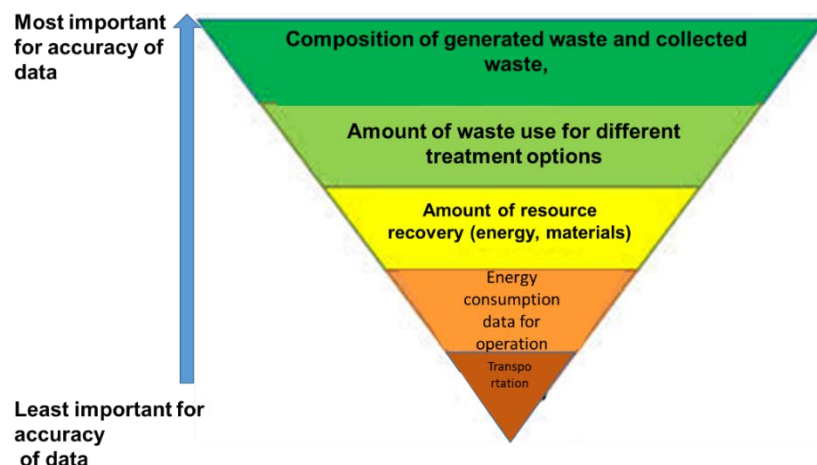 Most important
for accuracy of
data
Composition of generated waste and collected
waste,
Amount of waste use for different
treatment options
Amount of resource
recovery (energy, materials)
Energy
consumption
data for
operation
Transpo
rtation
Least important for
accuracy
of data